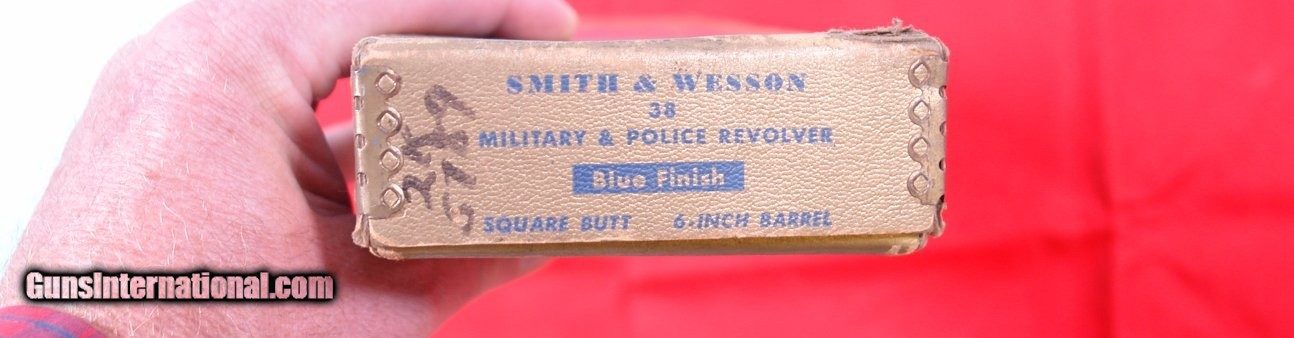 SMITH & WESSON
38
MILITARY & POLICE REVOLVER
Blue Finish
SQUARE BUTT 6-INCH BARREL
GunsInternational.com